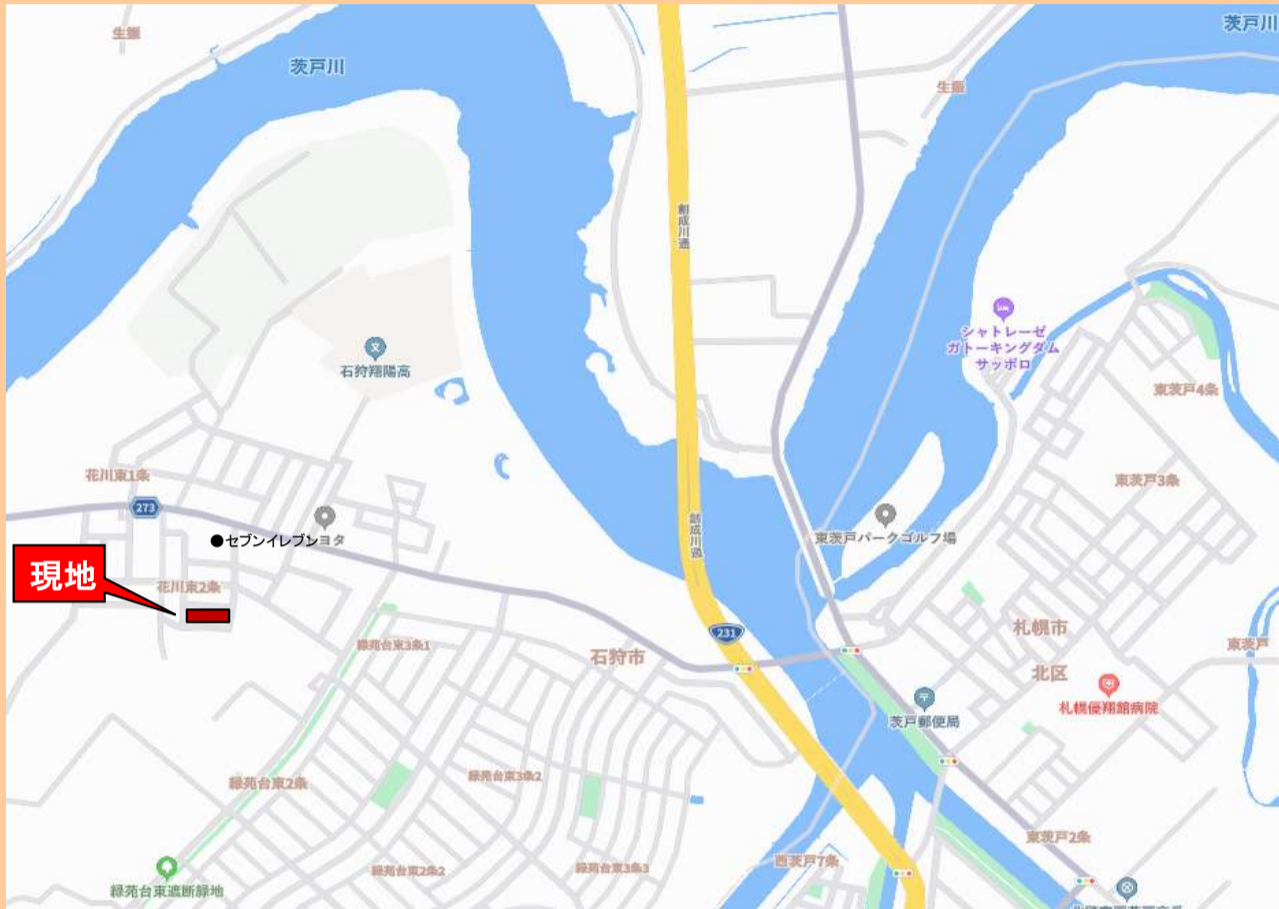 生振
茨戸川
茨戸川
生振
創成川通
シャトレーゼ
ガトーキングダム
サッポロ
石狩翔陽高
東茨戸4条
花川東1条
東茨戸3条
273
●セブンイレブン
ヨタ
創成川通
東茨戸パークゴルフ場
現地
花川東2条
231
札幌市
緑苑台東3条1
石狩市
東茨戸
北区
茨戸郵便局
札幌優翔館病院
緑苑台東2条
緑苑台東3条2
東茨戸2条
緑苑台東2条2
緑苑台東3条3
西茨戸7条
緑苑台東遮断緑地